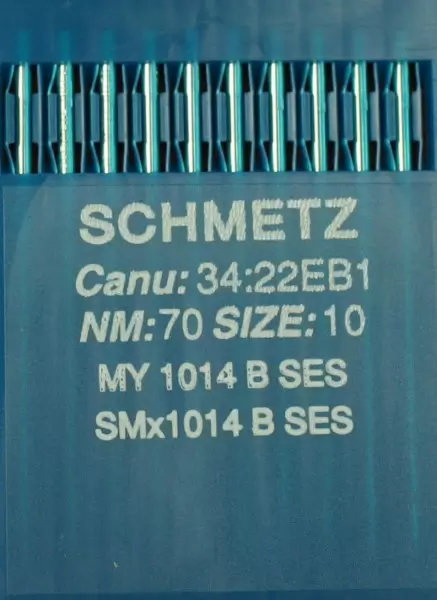 SCHMETZ
Canu: 34:22EB1
NM:70 SIZE:10
MY 1014 B SES
SMx1014 B SES